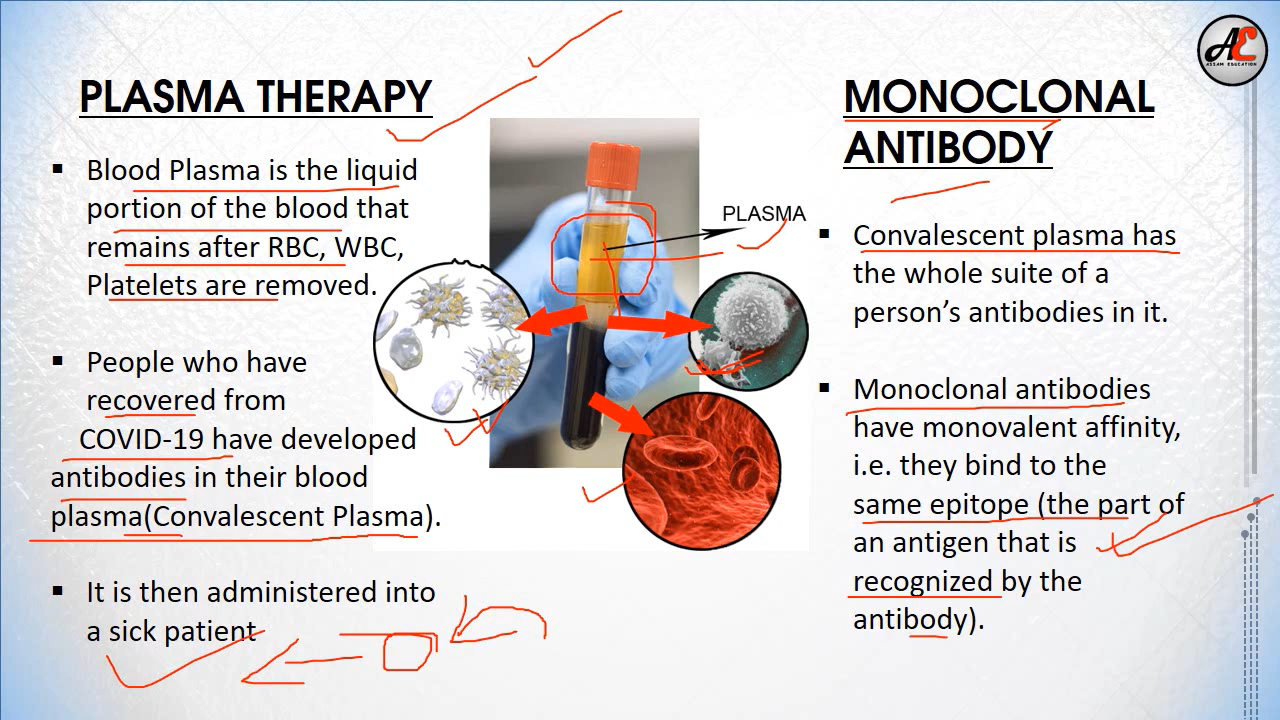 PLASMA THERAPY
▪ Blood Plasma is the liquid
portion of the blood that
remains after RBC, WBC,
Platelets are removed.
▪ People who have
recovered from
COVID-19 have developed
antibodies in their blood
plasma(Convalescent Plasma).
▪ It is then administered into
a sick patient
PLASMA
MONOCLONAL
ANTIBODY
▪ Convalescent plasma has
the whole suite of a
person’s antibodies in it.
▪ Monoclonal antibodies
have monovalent affinity,
i.e. they bind to the
same epitope (the part of
an antigen that is
recognized by the
antibody).
AE
ASSAM EDUCATION